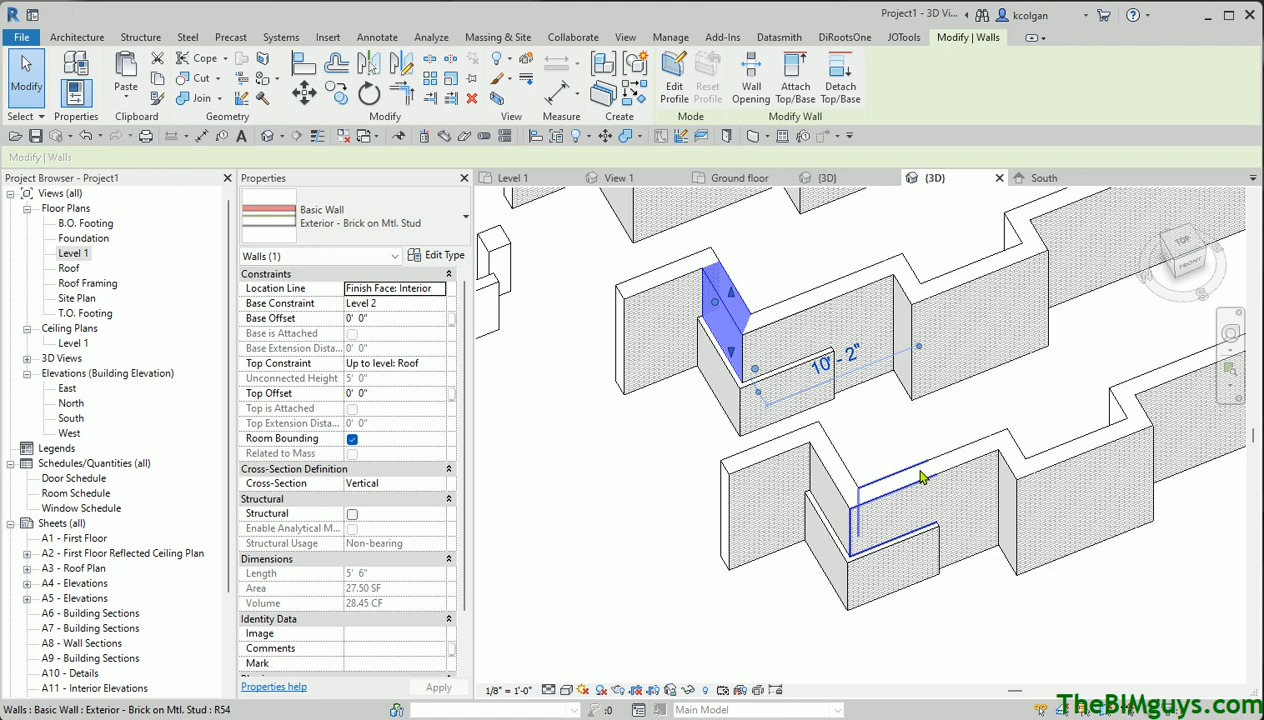 Project1 - 3D Vi...
kcolgan
File
Architecture
Structure
Steel
Precast
Systems
Insert
Annotate
Analyze
Massing & Site
Collaborate
View
Manage
Add-Ins
Datasmith
DiRootsOne
JOTools
Modify | Walls
Modify
Select
Properties
Paste
Clipboard
Cope
Cut
Join
Geometry
Modify
View
Measure
Create
Edit
Profile
Reset
Profile
Mode
Wall
Opening
Attach
Top/Base
Detach
Top/Base
Modify Wall
Modify | Walls
Project Browser - Project1
Views (all)
Floor Plans
B.O. Footing
Foundation
Level 1
Roof
Roof Framing
Site Plan
T.O. Footing
Ceiling Plans
Level 1
3D Views
Elevations (Building Elevation)
East
North
South
West
Legends
Schedules/Quantities (all)
Door Schedule
Room Schedule
Window Schedule
Sheets (all)
A1 - First Floor
A2 - First Floor Reflected Ceiling Plan
A3 - Roof Plan
A4 - Elevations
A5 - Elevations
A6 - Building Sections
A7 - Building Sections
A8 - Wall Sections
A9 - Building Sections
A10 - Details
A11 - Interior Elevations
Properties
Basic Wall
Exterior - Brick on Mtl. Stud
Walls (1)
Edit Type
Constraints
Location Line Finish Face: Interior
Base Constraint Level 2
Base Offset 0' 0"
Base is Attached
Base Extension Dista...
Top Constraint Up to level: Roof
Unconnected Height 5' 0"
Top Offset 0' 0"
Top is Attached
Top Extension Distan... 0' 0"
Room Bounding
Related to Mass
Cross-Section Definition
Cross-Section Vertical
Structural
Structural
Enable Analytical M...
Structural Usage Non-bearing
Dimensions
Length 5' 6"
Area 27.50 SF
Volume 28.45 CF
Identity Data
Image
Comments
Mark
Properties help
Apply
Level 1
View 1
Ground floor
{3D}
{3D}
South
TOP
FRONT
S
10' - 2"
1/8" = 1'-0"
Walls : Basic Wall : Exterior - Brick on Mtl. Stud : R54
:0
Main Model
TheBIMguys.com